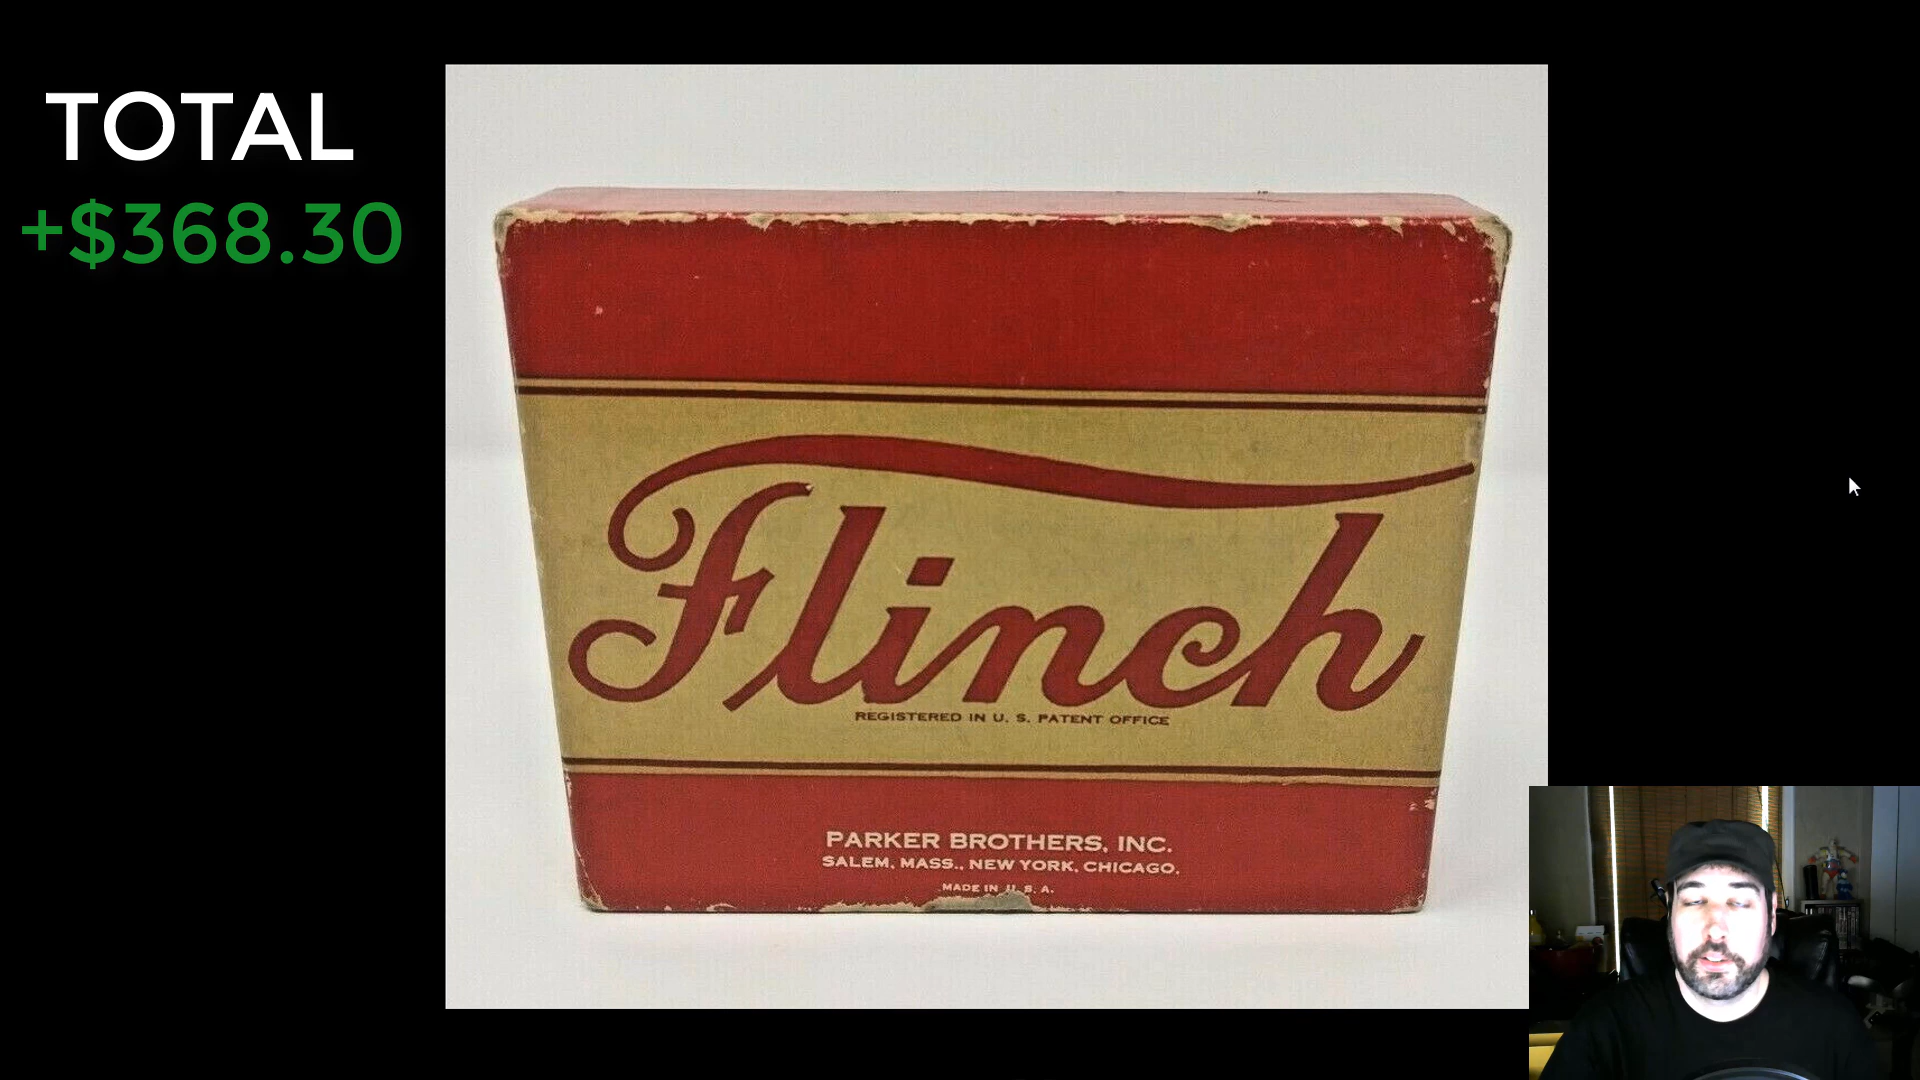 TOTAL
+$368.30
Flinch
REGISTERED IN U. S. PATENT OFFICE
PARKER BROTHERS, INC.
SALEM, MASS., NEW YORK, CHICAGO.
MADE IN U. S. A.